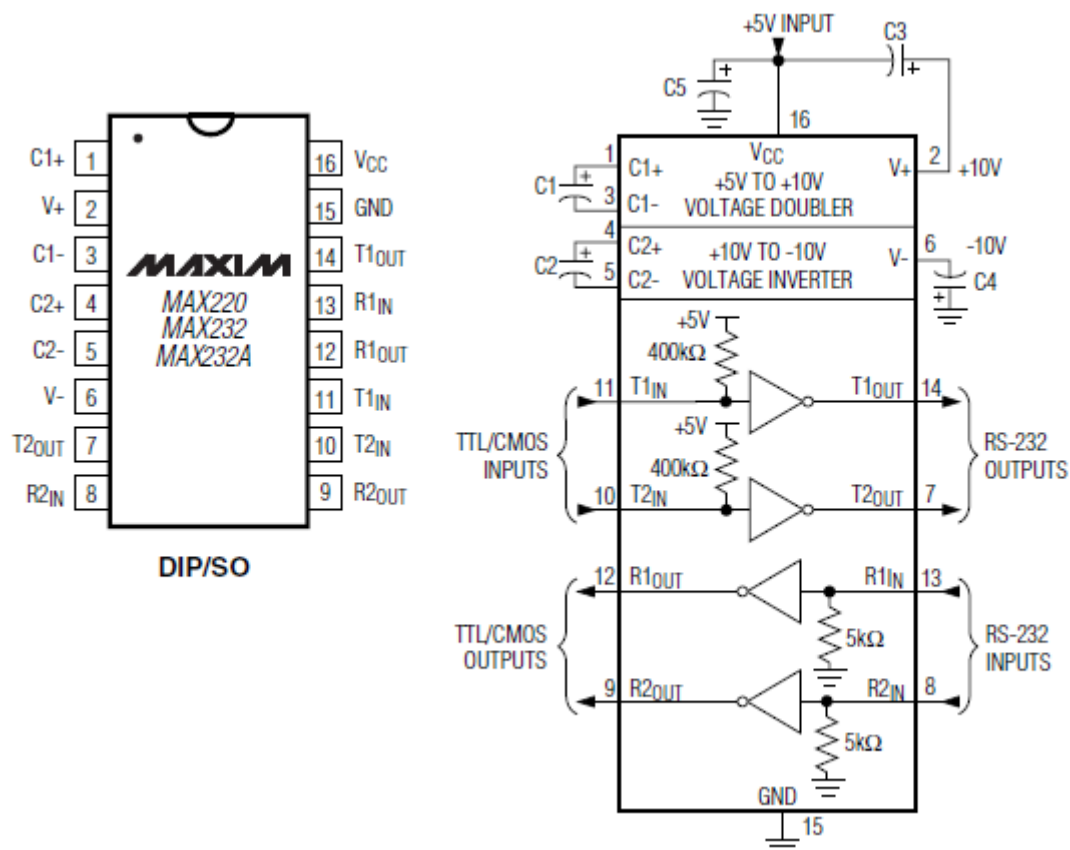 C1+ 1
V+ 2
C1- 3
C2+ 4
C2- 5
V- 6
T2OUT 7
R2IN 8
MAXIM
MAX220
MAX232
MAX232A
16 VCC
15 GND
14 T1OUT
13 R1IN
12 R1OUT
11 T1IN
10 T2IN
9 R2OUT
DIP/SO
+5V INPUT
C3
+
C5
+
16
VCC
1
C1+
C1
+
3
C1-
+5V TO +10V
VOLTAGE DOUBLER
V+
2
+10V
4
C2+
C2
+
5
C2-
+10V TO -10V
VOLTAGE INVERTER
V-
6
-10V
C4
+
+5V
400kΩ
11 T1IN
T1OUT 14
+5V
400kΩ
10 T2IN
T2OUT 7
TTL/CMOS
INPUTS
RS-232
OUTPUTS
12 R1OUT
R1IN 13
5kΩ
9 R2OUT
R2IN 8
5kΩ
TTL/CMOS
OUTPUTS
RS-232
INPUTS
GND
15